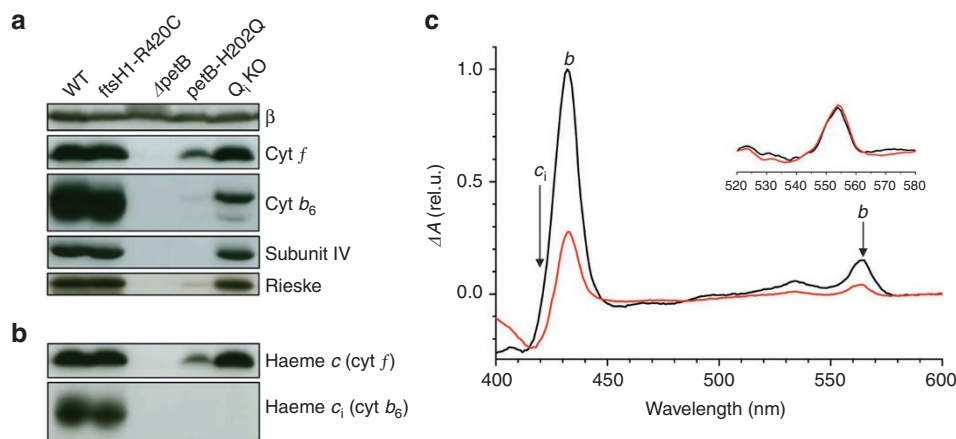 a
WT
ftsH1-R420C
ΔpetB
petB-H202Q
Qi KO
β
Cyt f
Cyt b6
Subunit IV
Rieske
b
Haeme c (cyt f)
Haeme ci (cyt b6)
c
1.0
0.5
0.0
ΔA (rel.u.)
b
ci
b
520 530 540 550 560 570 580
400 450 500 550 600
Wavelength (nm)